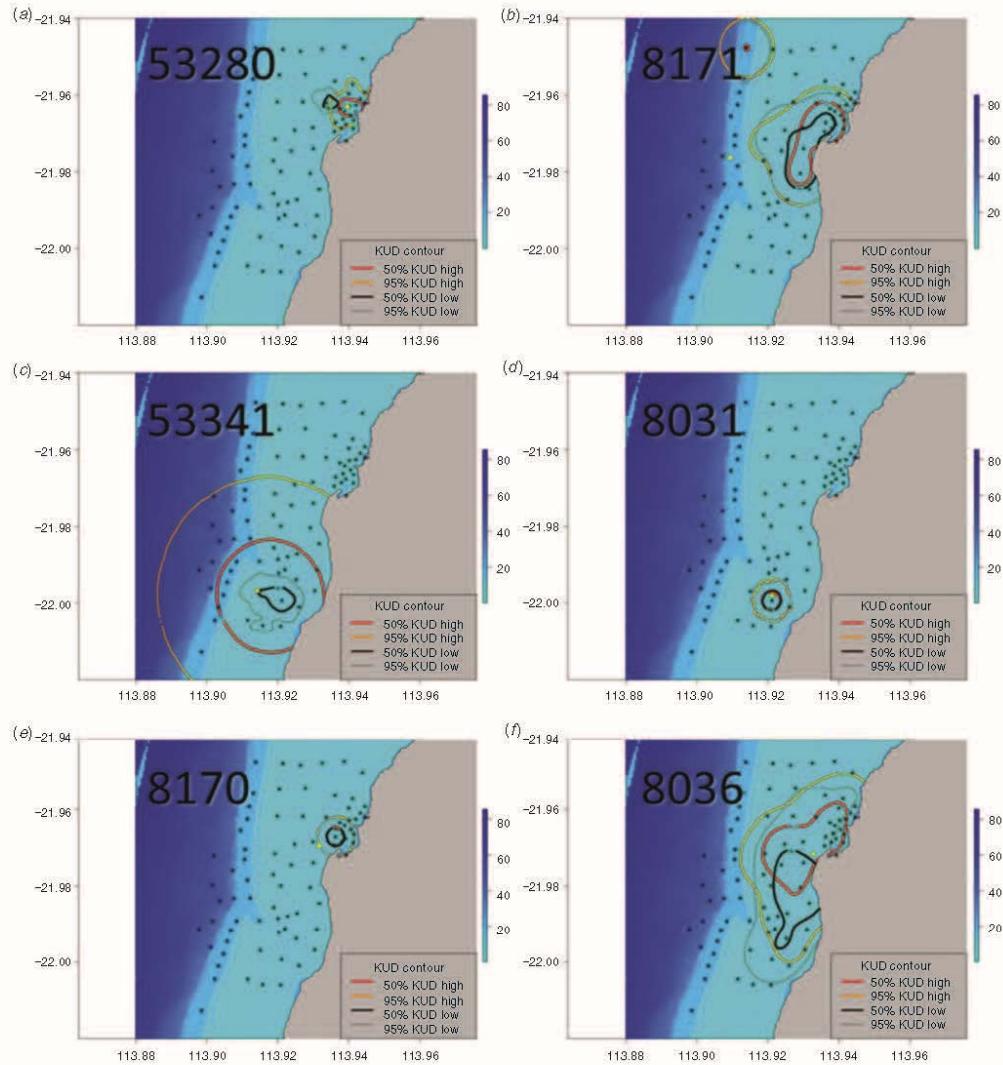 (a)
(b)
−21.94
53280
−21.96
−21.98
−22.00
80
60
40
20
KUD contour
50% KUD high
95% KUD high
50% KUD low
95% KUD low
113.88 113.90 113.92 113.94 113.96
−21.94
8171
−21.96
−21.98
−22.00
80
60
40
20
KUD contour
50% KUD high
95% KUD high
50% KUD low
95% KUD low
113.88 113.90 113.92 113.94 113.96
(c)
(d)
−21.94
53341
−21.96
−21.98
−22.00
80
60
40
20
KUD contour
50% KUD high
95% KUD high
50% KUD low
95% KUD low
113.88 113.90 113.92 113.94 113.96
−21.94
8031
−21.96
−21.98
−22.00
80
60
40
20
KUD contour
50% KUD high
95% KUD high
50% KUD low
95% KUD low
113.88 113.90 113.92 113.94 113.96
(e)
(f)
−21.94
8170
−21.96
−21.98
−22.00
80
60
40
20
KUD contour
50% KUD high
95% KUD high
50% KUD low
95% KUD low
113.88 113.90 113.92 113.94 113.96
−21.94
8036
−21.96
−21.98
−22.00
80
60
40
20
KUD contour
50% KUD high
95% KUD high
50% KUD low
95% KUD low
113.88 113.90 113.92 113.94 113.96